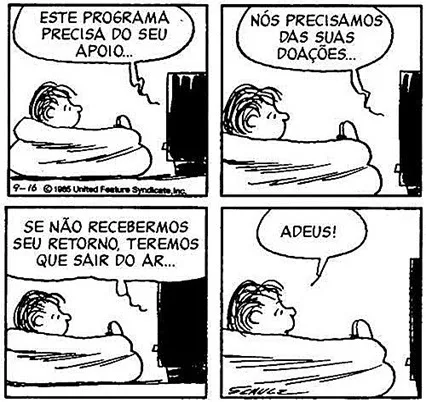 ESTE PROGRAMA
PRECISA DO SEU
APOIO...
NÓS PRECISAMOS
DAS SUAS
DOAÇÕES...
9-16 © 1985 United Feature Syndicate, Inc.
SE NÃO RECEBERMOS
SEU RETORNO, TEREMOS
QUE SAIR DO AR...
ADEUS!
SCHULZ